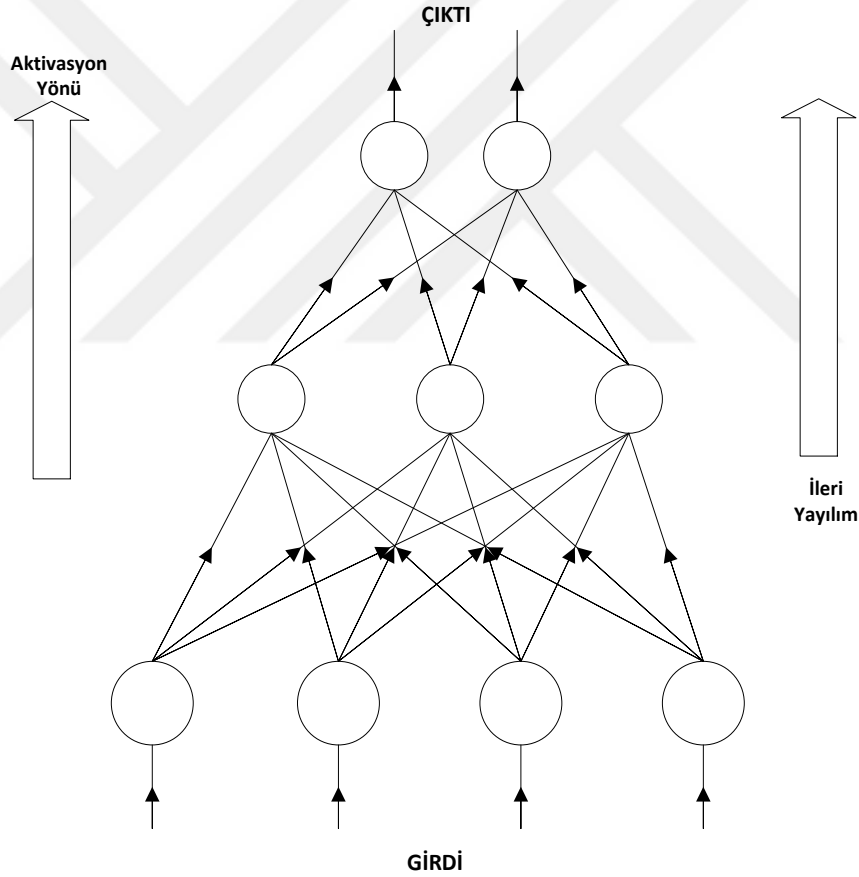 ÇIKTI
Aktivasyon
Yönü
İleri
Yayılım
GİRDİ